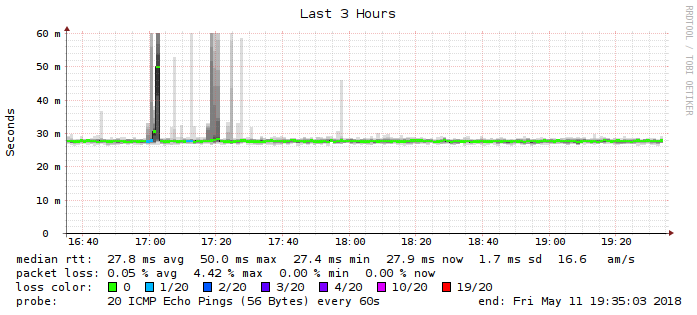 Last 3 Hours
RRDTOOL / TOBI OETIKER
Seconds
60 m
50 m
40 m
30 m
20 m
10 m
0
16:40 17:00 17:20 17:40 18:00 18:20 18:40 19:00 19:20
median rtt: 27.8 ms avg 50.0 ms max 27.4 ms min 27.9 ms now 1.7 ms sd 16.6 am/s
packet loss: 0.05 % avg 4.42 % max 0.00 % min 0.00 % now
loss color: 0 1/20 2/20 3/20 4/20 10/20 19/20
probe: 20 ICMP Echo Pings (56 Bytes) every 60s end: Fri May 11 19:35:03 2018